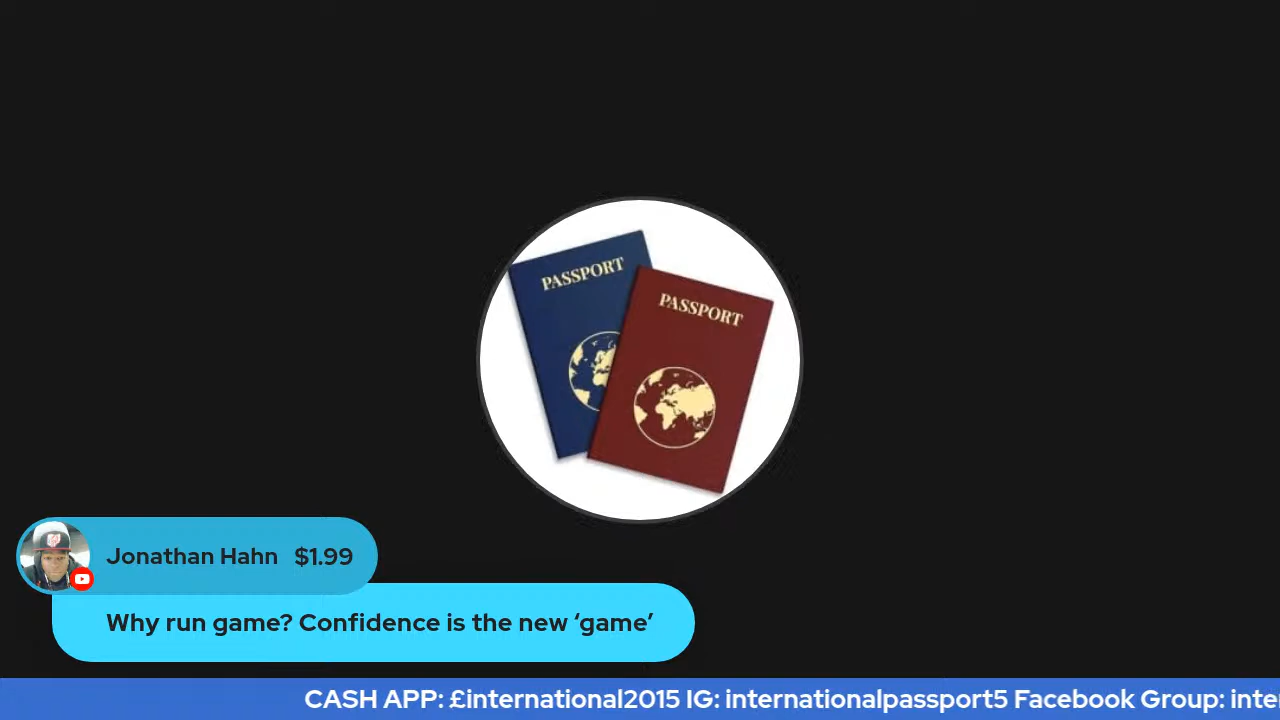 PASSPORT
PASSPORT
Jonathan Hahn $1.99
Why run game? Confidence is the new ‘game’
CASH APP: £international2015 IG: internationalpassport5 Facebook Group: inte